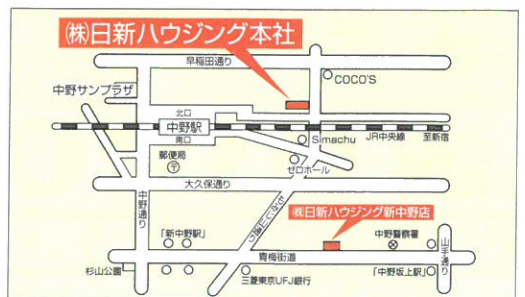 ㈱日新ハウジング本社
早稲田通り
COCO'S
中野サンプラザ
北口
中野駅
南口
Simachu
JR中央線
至新宿
郵便局
〒
ゼロホール
大久保通り
中野通り
㈱日新ハウジング新中野店
「新中野駅」
中野警察署
山手通り
青梅街道
杉山公園
三菱東京UFJ銀行
「中野坂上駅」